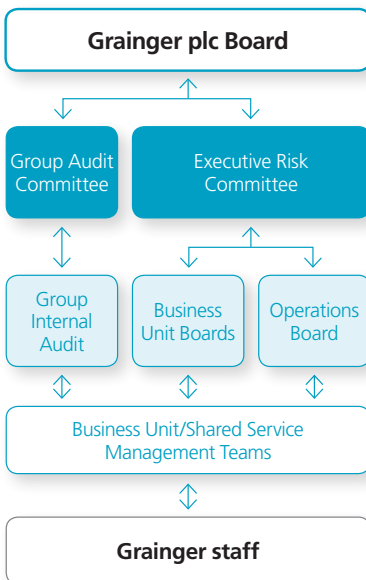 Grainger plc Board
Group Audit
Committee
Executive Risk
Committee
Group
Internal
Audit
Business
Unit Boards
Operations
Board
Business Unit/Shared Service
Management Teams
Grainger staff